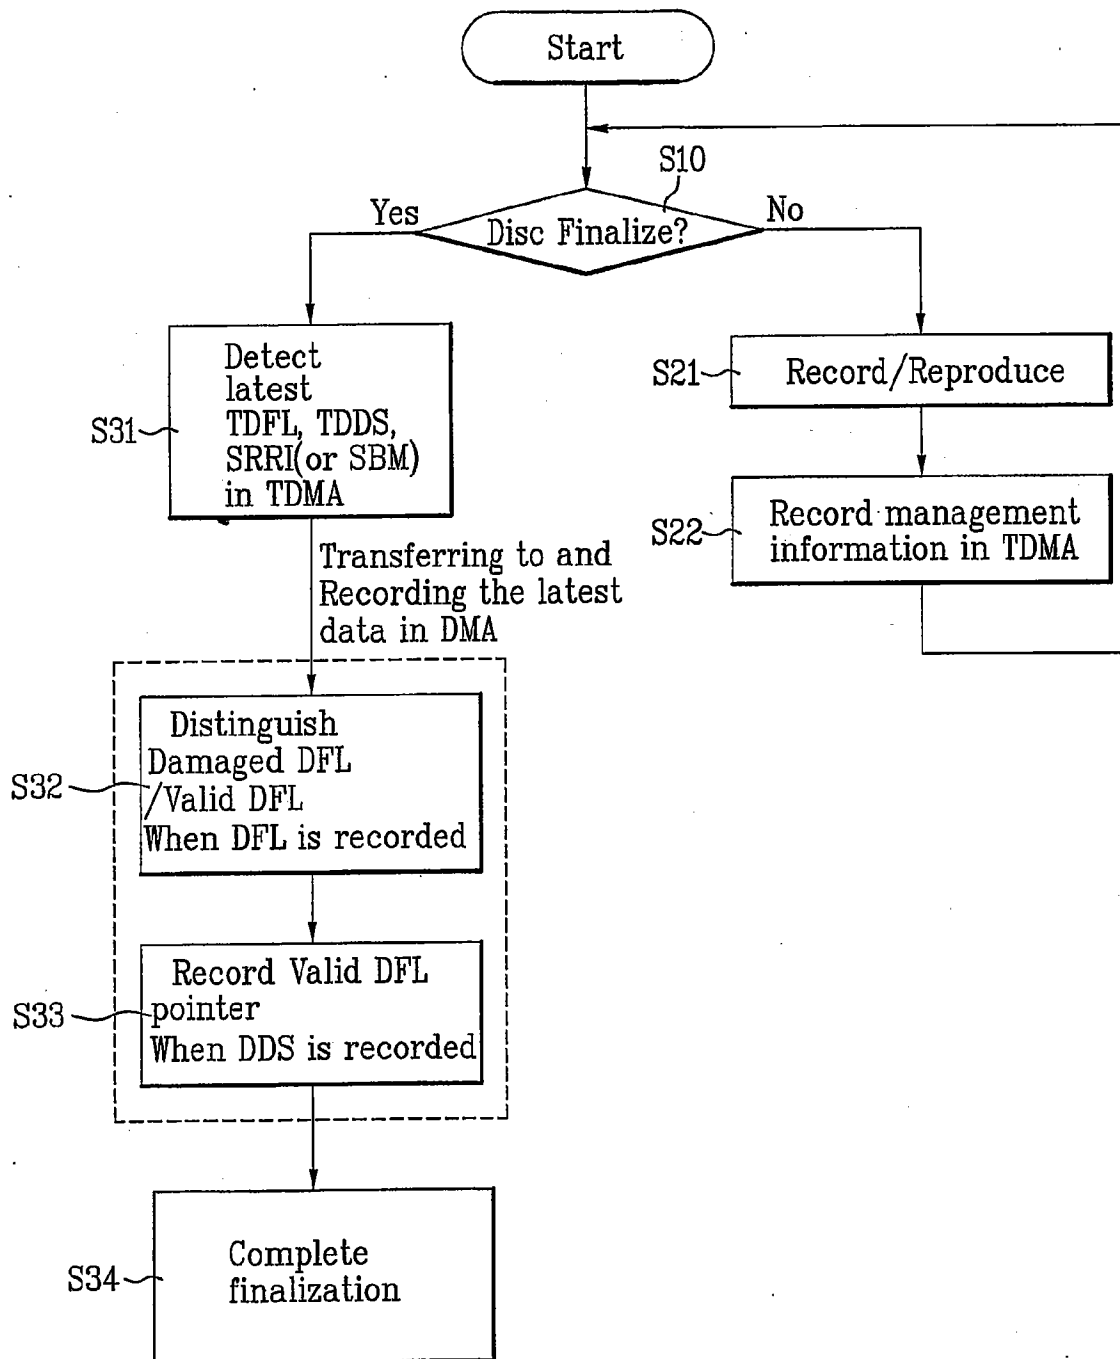 Start
S10
Yes
No
Disc Finalize?
Detect
latest
TDFL, TDDS,
SRRI(or SBM)
in TDMA
S31
S21
Record/Reproduce
S22
Record management
information in TDMA
Transferring to and
Recording the latest
data in DMA
Distinguish
Damaged DFL
/Valid DFL
When DFL is recorded
S32
Record Valid DFL
pointer
When DDS is recorded
S33
Complete
finalization
S34